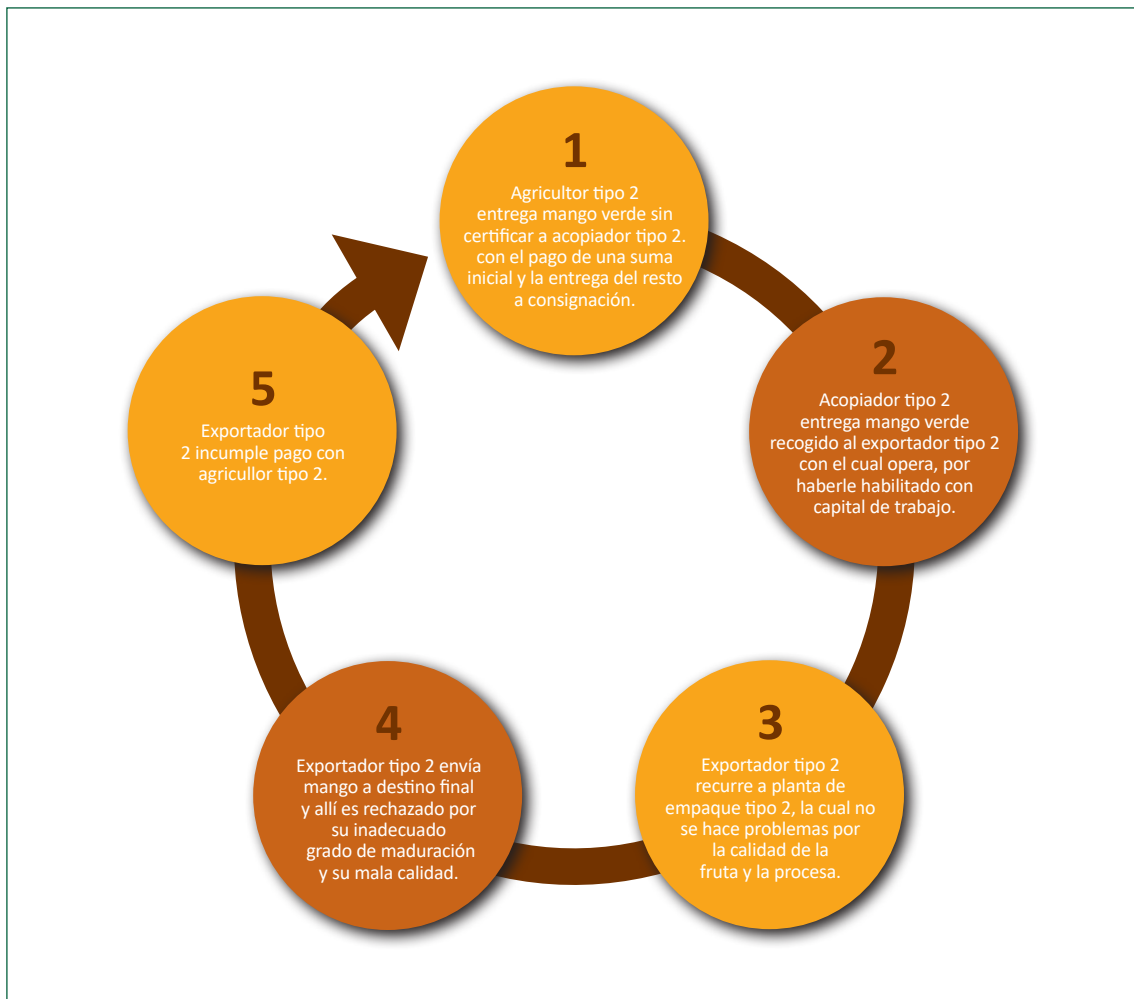 1
Agricultor tipo 2
entrega mango verde sin
certificar a acopiador tipo 2.
con el pago de una suma
inicial y la entrega del resto
a consignación.
2
Acopiador tipo 2
entrega mango verde
recogido al exportador tipo 2
con el cual opera, por
haberle habilitado con
capital de trabajo.
3
Exportador tipo 2
recurre a planta de
empaque tipo 2, la cual no
se hace problemas por
la calidad de la
fruta y la procesa.
4
Exportador tipo 2 envía
mango a destino final
y allí es rechazado por
su inadecuado
grado de maduración
y su mala calidad.
5
Exportador tipo
2 incumple pago con
agricullor tipo 2.